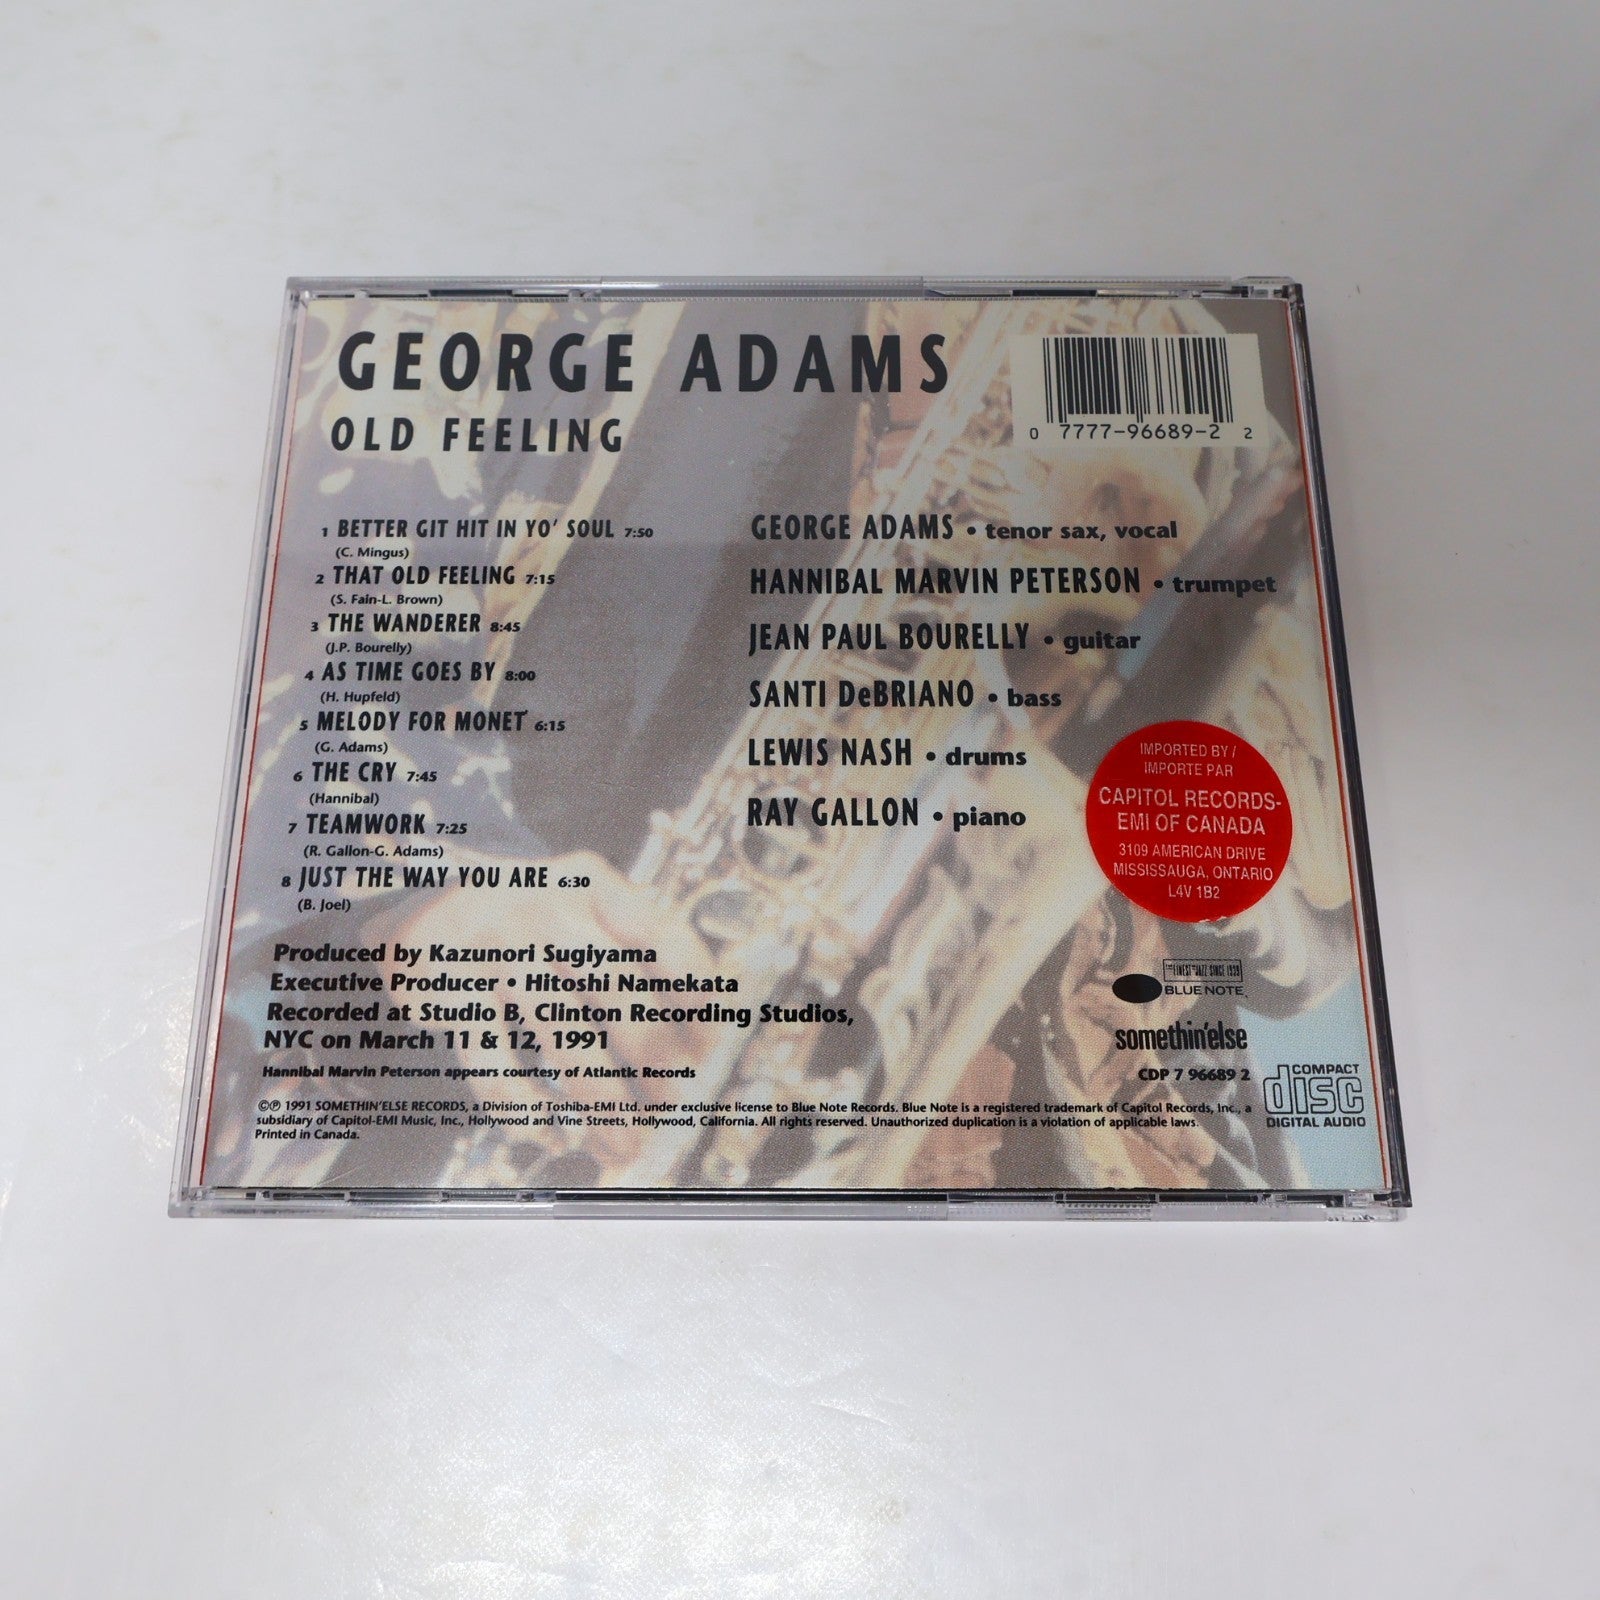 GEORGE ADAMS
OLD FEELING
0 7777-96689-2 2
1 BETTER GIT HIT IN YO' SOUL 7:50
(C. Mingus)
2 THAT OLD FEELING 7:15
(S. Fain-L. Brown)
3 THE WANDERER 8:45
(J.P. Bourelly)
4 AS TIME GOES BY 8:00
(H. Hupfeld)
5 MELODY FOR MONET 6:15
(G. Adams)
6 THE CRY 7:45
(Hannibal)
7 TEAMWORK 7:25
(R. Gallon-G. Adams)
8 JUST THE WAY YOU ARE 6:30
(B. Joel)
GEORGE ADAMS • tenor sax, vocal
HANNIBAL MARVIN PETERSON • trumpet
JEAN PAUL BOURELLY • guitar
SANTI DeBRIANO • bass
LEWIS NASH • drums
RAY GALLON • piano
IMPORTED BY /
IMPORTE PAR
CAPITOL RECORDS-
EMI OF CANADA
3109 AMERICAN DRIVE
MISSISSAUGA, ONTARIO
L4V 1B2
Produced by Kazunori Sugiyama
Executive Producer • Hitoshi Namekata
Recorded at Studio B, Clinton Recording Studios,
NYC on March 11 & 12, 1991
Hannibal Marvin Peterson appears courtesy of Atlantic Records
THE FINEST IN JAZZ SINCE 1939
BLUE NOTE
somethin'else
CDP 7 96689 2
COMPACT
disc
DIGITAL AUDIO
©℗ 1991 SOMETHIN'ELSE RECORDS, a Division of Toshiba-EMI Ltd. under exclusive license to Blue Note Records. Blue Note is a registered trademark of Capitol Records, Inc., a
subsidiary of Capitol-EMI Music, Inc., Hollywood and Vine Streets, Hollywood, California. All rights reserved. Unauthorized duplication is a violation of applicable laws.
Printed in Canada.